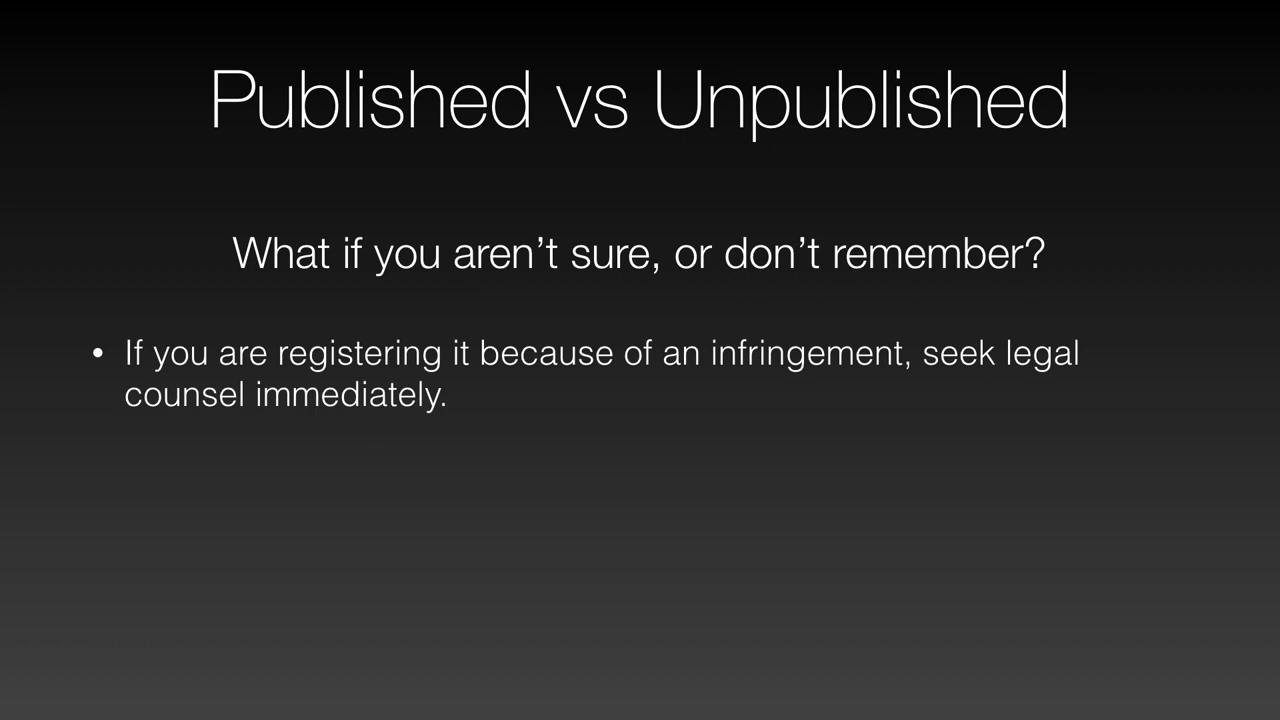 Published vs Unpublished
What if you aren’t sure, or don’t remember?
• If you are registering it because of an infringement, seek legal
counsel immediately.